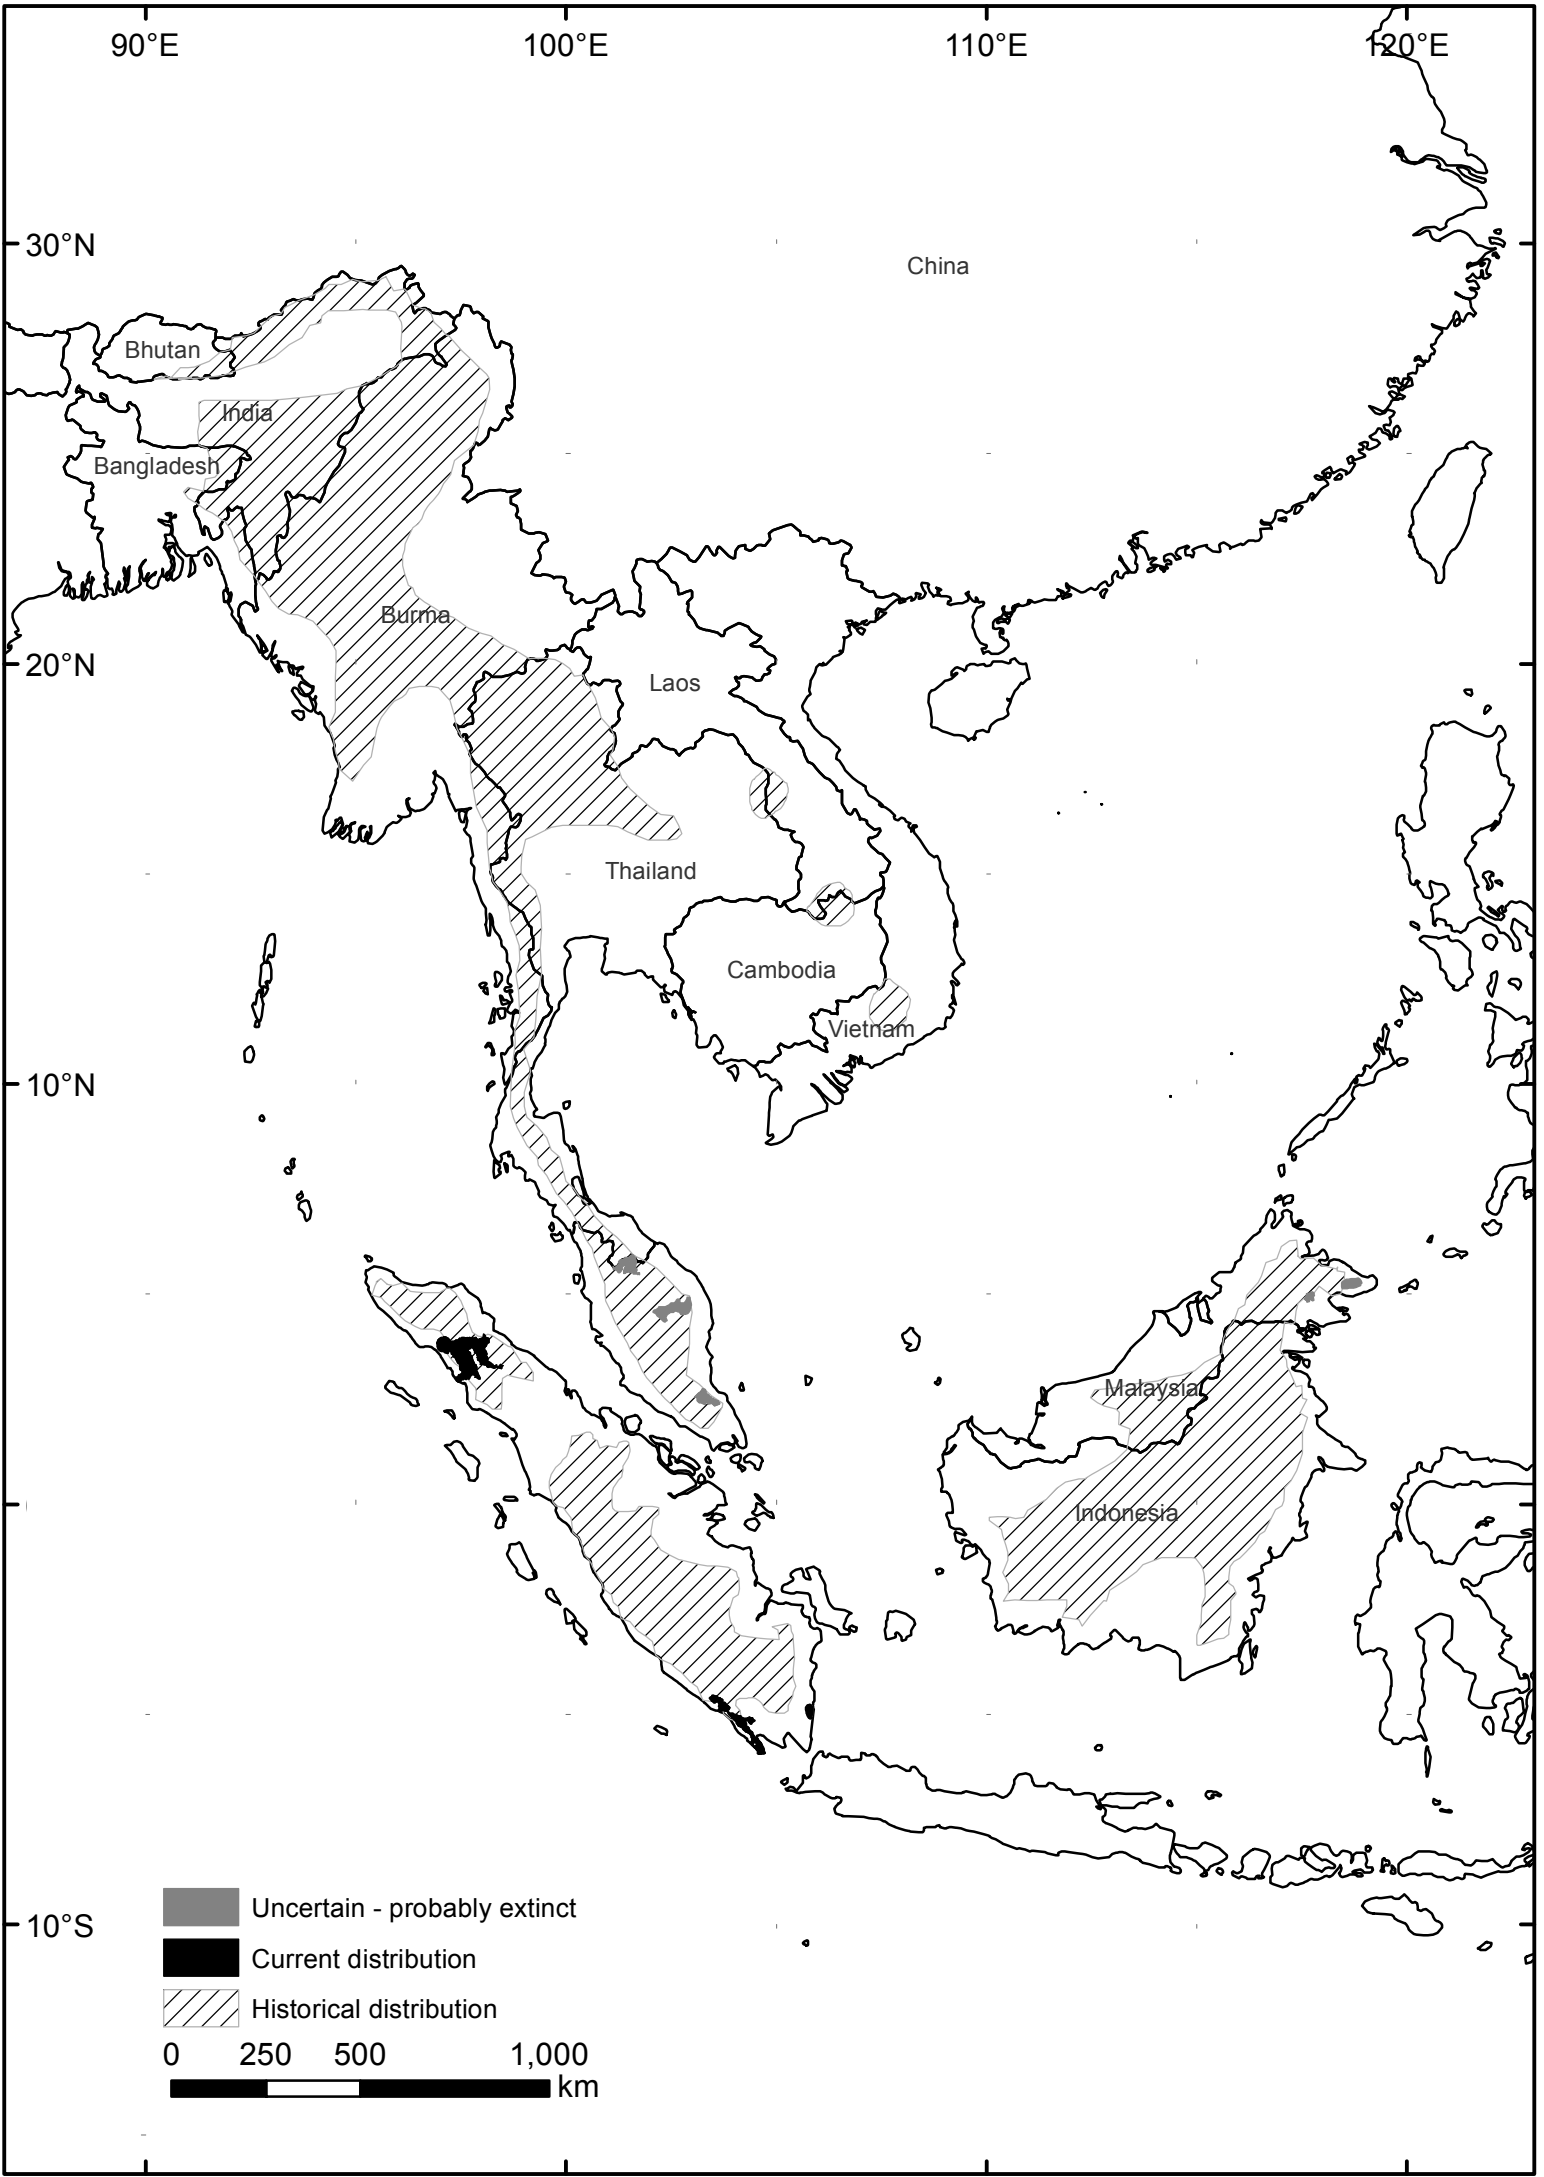 90°E 100°E 110°E 120°E
30°N
China
Bhutan
India
Bangladesh
Burma
20°N
Laos
Thailand
Cambodia
Vietnam
10°N
Malaysia
Indonesia
10°S
Uncertain - probably extinct
Current distribution
Historical distribution
0 250 500 1,000
km